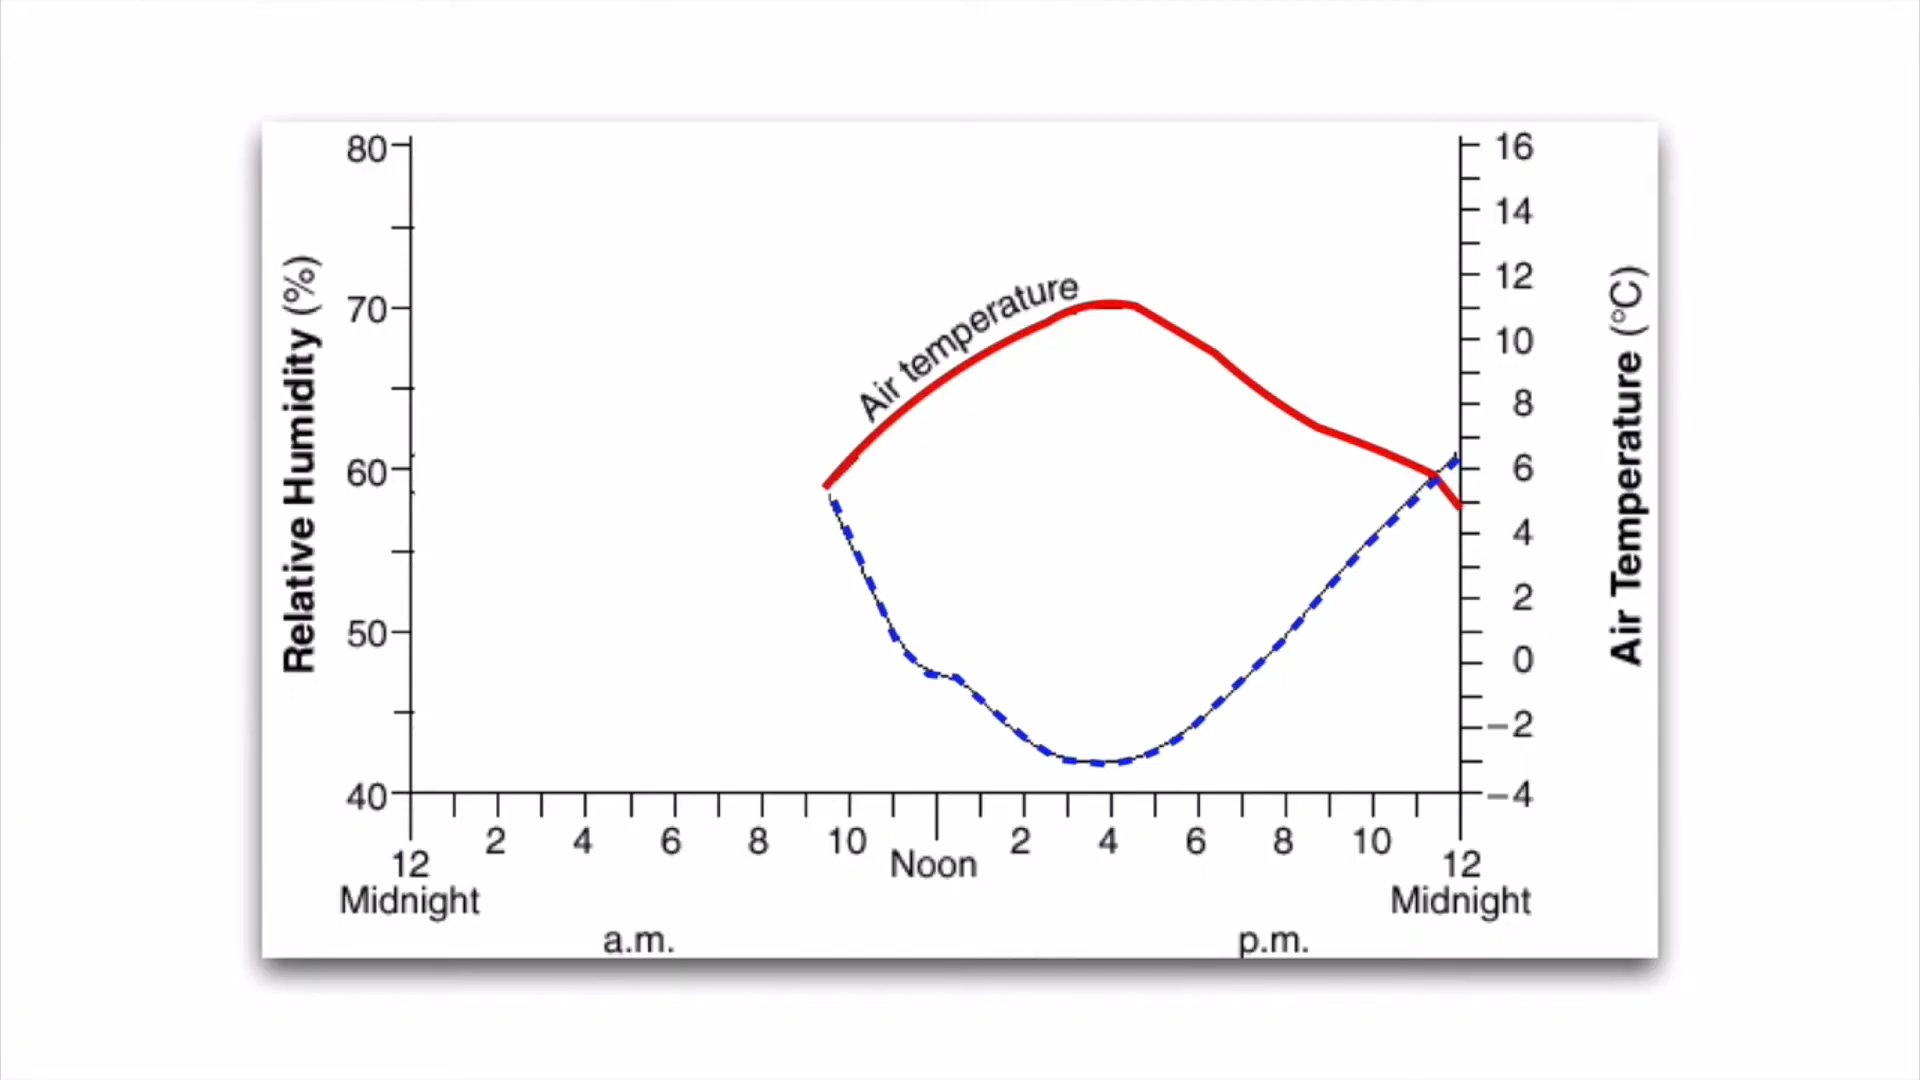 Relative Humidity (%)
80
70
60
50
40
Air temperature
16
14
12
10
8
6
4
2
0
−2
−4
Air Temperature (°C)
2 4 6 8 10 2 4 6 8 10
12 Noon 12
Midnight Midnight
a.m. p.m.